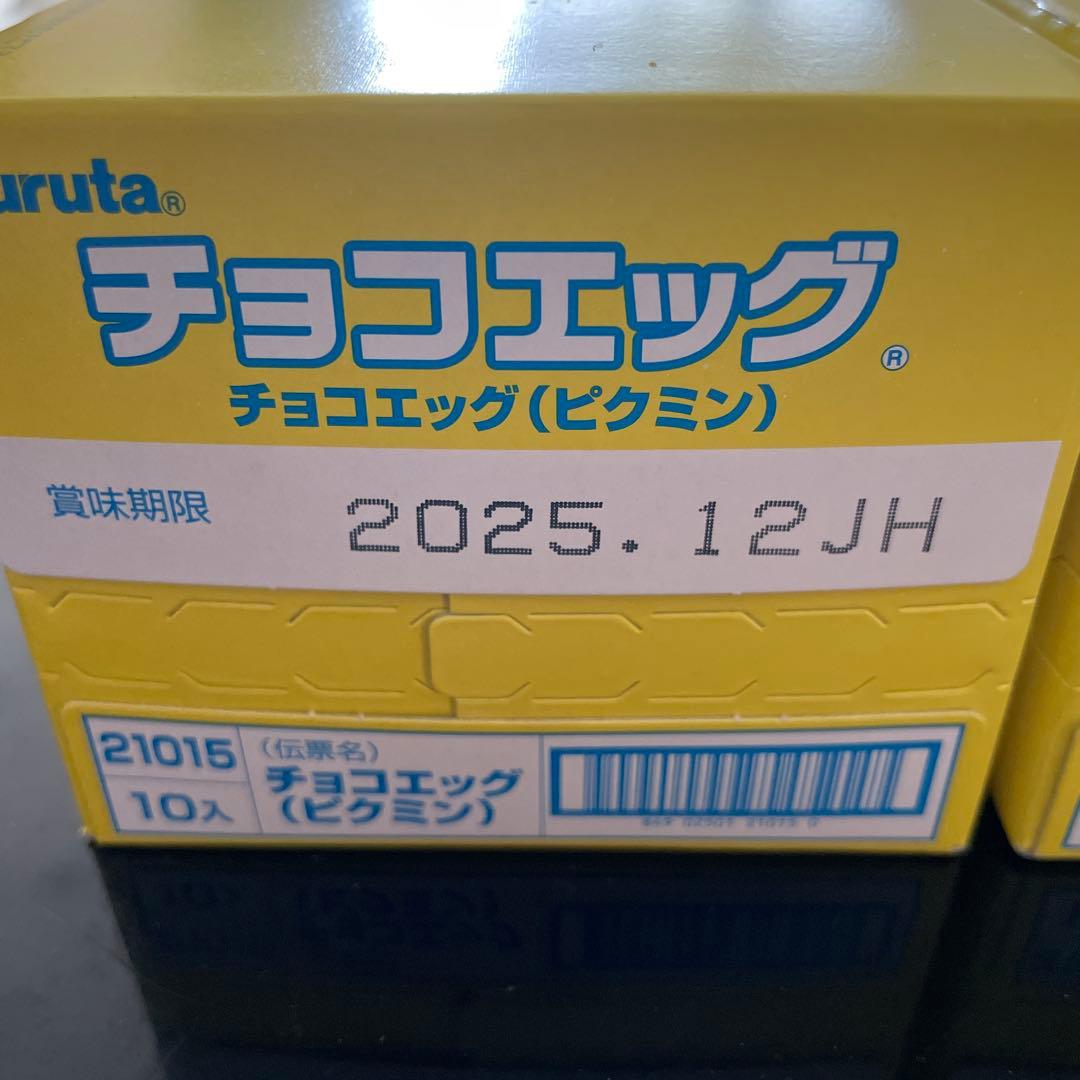 uruta®
チョコエッグ®
チョコエッグ(ピクミン)
賞味期限 2025.12JH
21015
10入
(伝票名)
チョコエッグ
(ピクミン)